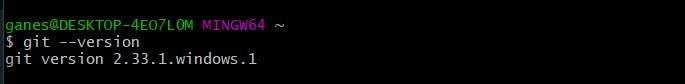 ganes@DESKTOP-4EO7L0M MINGW64 ~
$ git --version
git version 2.33.1.windows.1